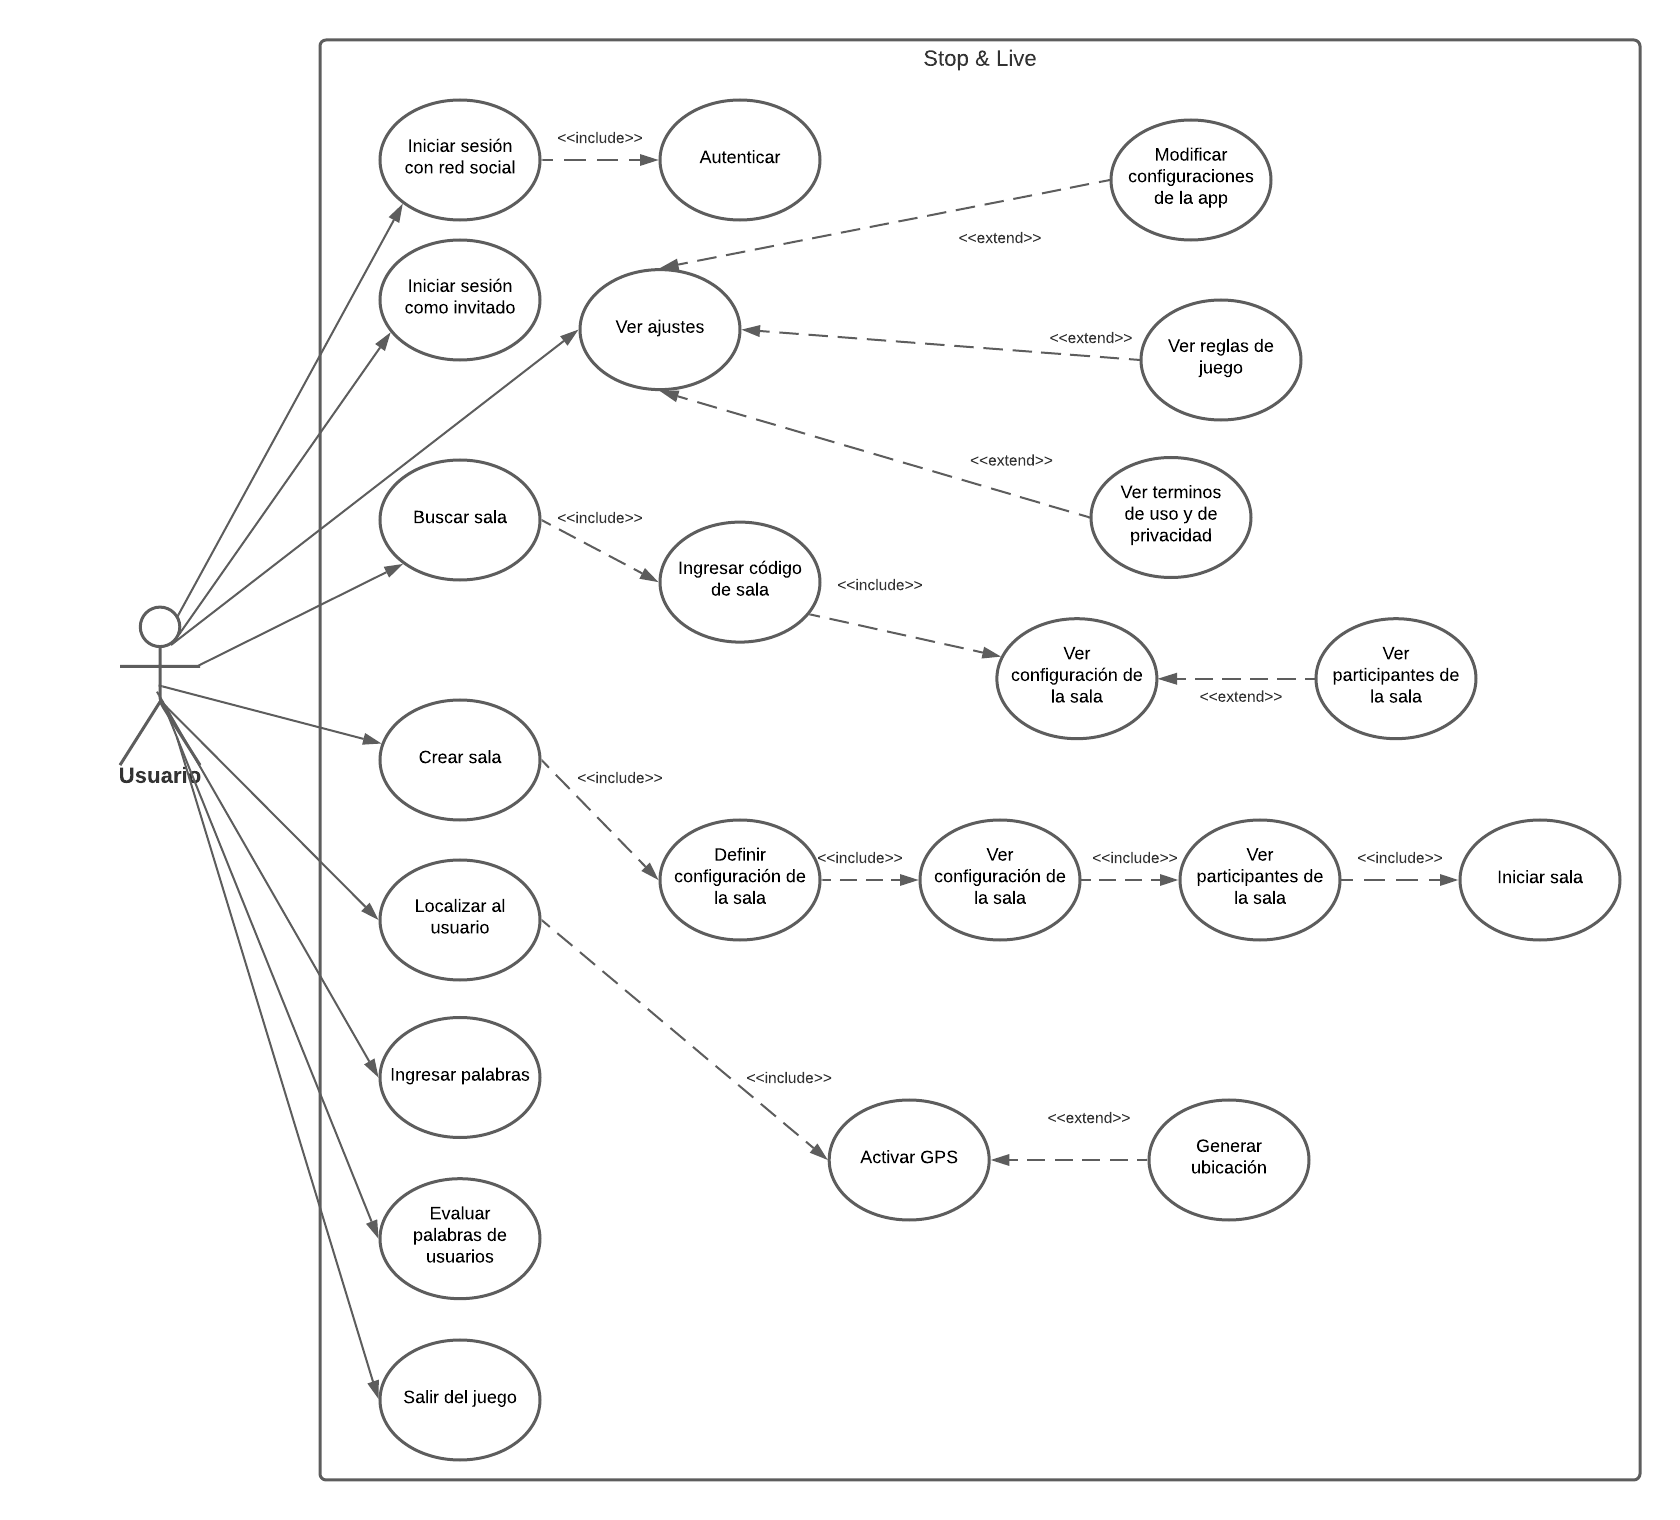 Stop & Live
Iniciar sesión
con red social
<<include>>
Autenticar
Modificar
configuraciones
de la app
<<extend>>
Iniciar sesión
como invitado
Ver ajustes
<<extend>>
Ver reglas de
juego
<<extend>>
Ver terminos
de uso y de
privacidad
Buscar sala
<<include>>
Ingresar código
de sala
<<include>>
Ver
configuración de
la sala
<<extend>>
Ver
participantes de
la sala
Usuario
Crear sala
<<include>>
Definir
configuración de
la sala
<<include>>
Ver
configuración de
la sala
<<include>>
Ver
participantes de
la sala
<<include>>
Iniciar sala
Localizar al
usuario
<<include>>
Activar GPS
<<extend>>
Generar
ubicación
Ingresar palabras
Evaluar
palabras de
usuarios
Salir del juego